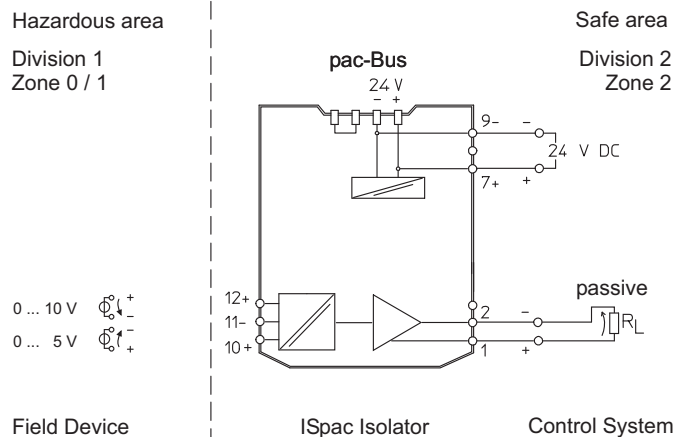 Hazardous area
Safe area
Division 1
Zone 0 / 1
pac-Bus
Division 2
Zone 2
24 V
- +
9- -
24 V DC
7+ +
passive
12+
0 ... 10 V + -
11-
2 -
RL
0 ... 5 V - +
10+
1 +
Field Device
ISpac Isolator
Control System